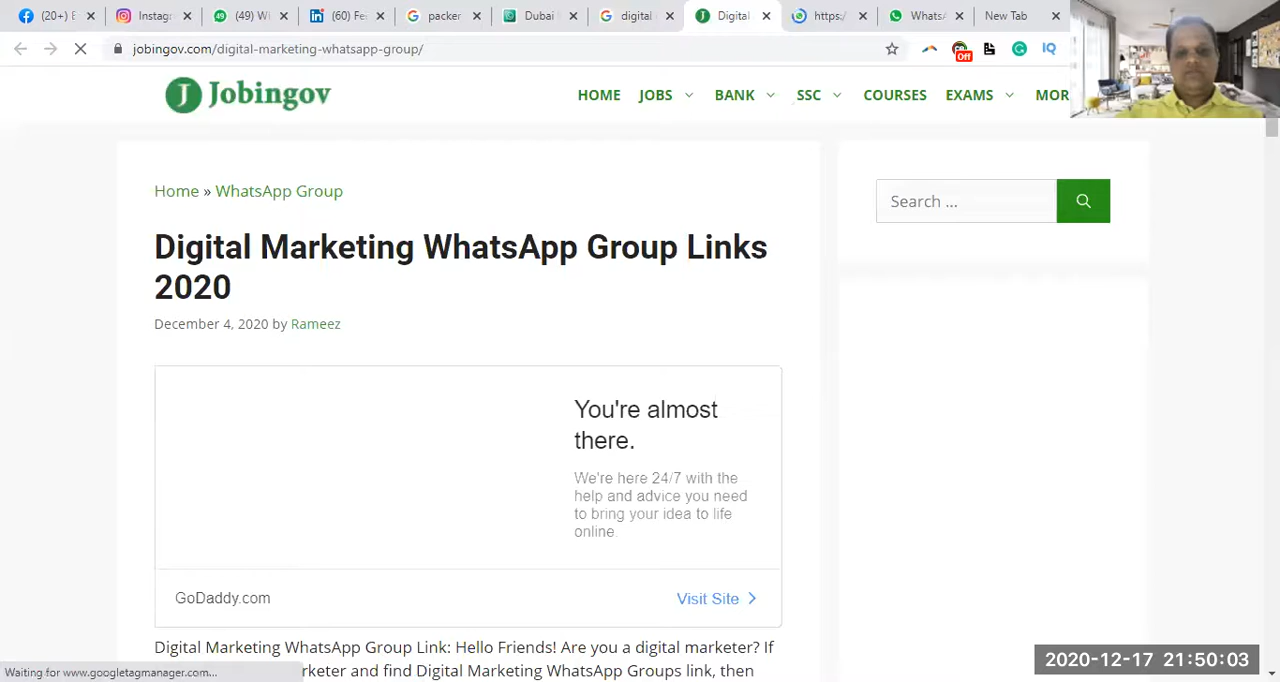 (20+) E
Instagr
(49) W
(60) Fe
packer
Dubai
digital
Digital
https:/
WhatsA
New Tab
jobingov.com/digital-marketing-whatsapp-group/
Off
IQ
Jobingov
HOME JOBS BANK SSC COURSES EXAMS MOR
Home » WhatsApp Group
Search ...
Digital Marketing WhatsApp Group Links
2020
December 4, 2020 by Rameez
You're almost
there.
We're here 24/7 with the
help and advice you need
to bring your idea to life
online.
GoDaddy.com
Visit Site
Digital Marketing WhatsApp Group Link: Hello Friends! Are you a digital marketer? If
rketer and find Digital Marketing WhatsApp Groups link, then
Waiting for www.googletagmanager.com...
2020-12-17 21:50:03